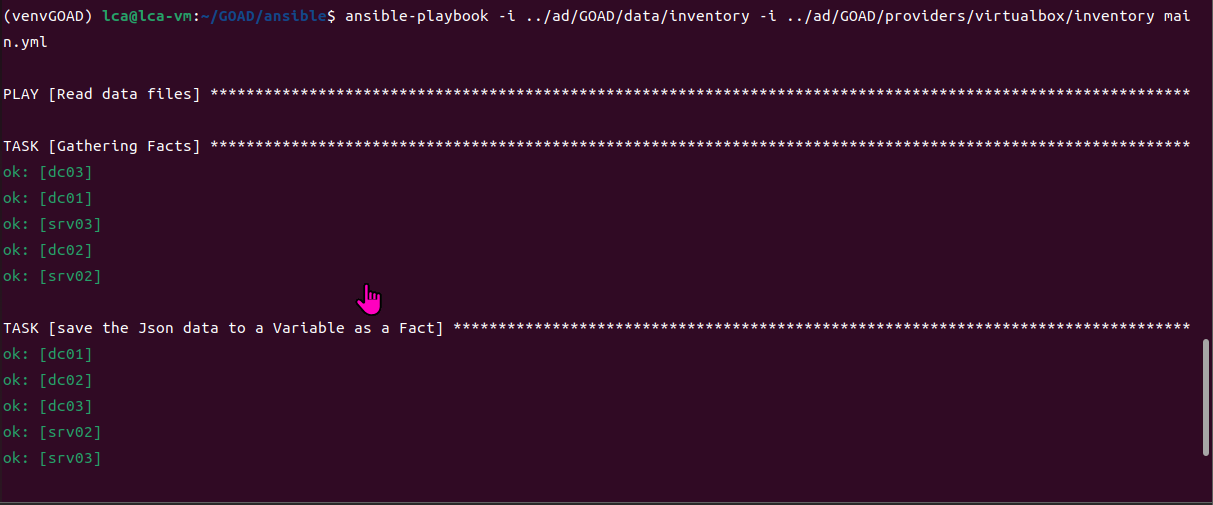 (venvGOAD) lca@lca-vm:~/GOAD/ansible$ ansible-playbook -i ../ad/GOAD/data/inventory -i ../ad/GOAD/providers/virtualbox/inventory mai
n.yml
PLAY [Read data files] *************************************************************************************************************
TASK [Gathering Facts] *************************************************************************************************************
ok: [dc03]
ok: [dc01]
ok: [srv03]
ok: [dc02]
ok: [srv02]
TASK [save the Json data to a Variable as a Fact] **********************************************************************************
ok: [dc01]
ok: [dc02]
ok: [dc03]
ok: [srv02]
ok: [srv03]